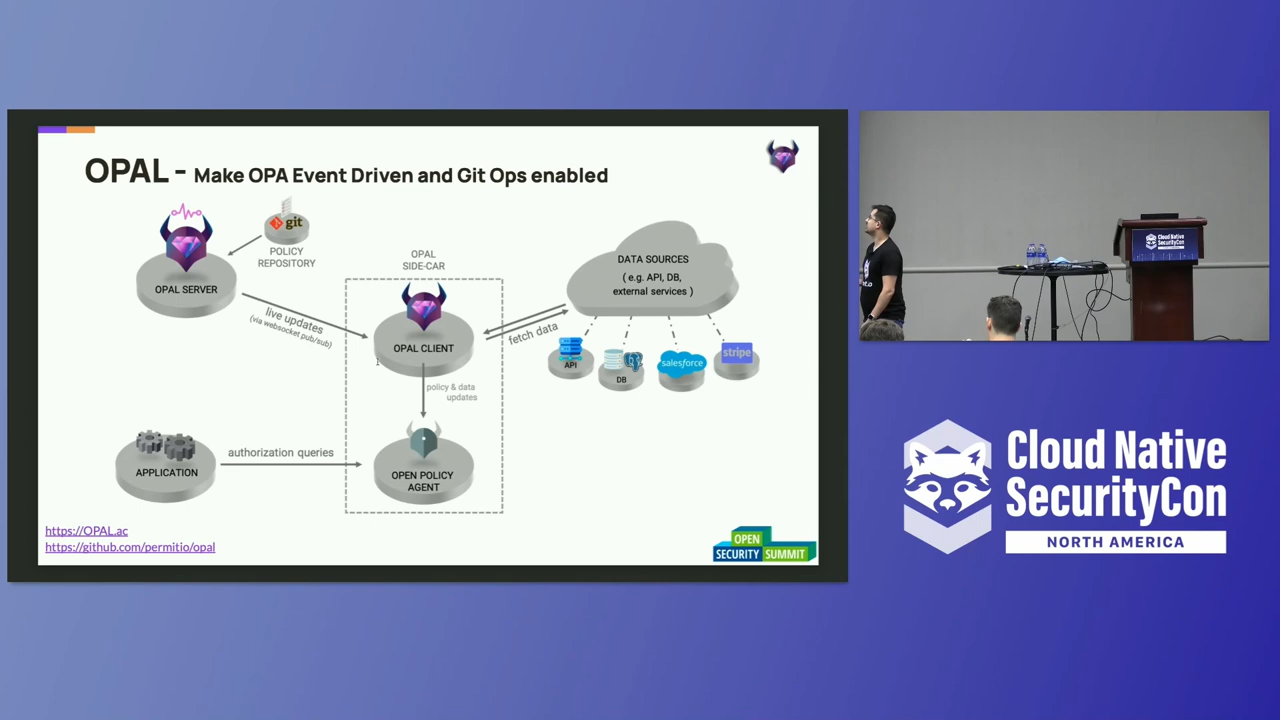 OPAL - Make OPA Event Driven and Git Ops enabled
git
POLICY
REPOSITORY
OPAL SERVER
OPAL
SIDE-CAR
live updates
(via websocket pub/sub)
OPAL CLIENT
fetch data
DATA SOURCES
( e.g. API, DB,
external services )
API
DB
salesforce
stripe
policy & data
updates
APPLICATION
authorization queries
OPEN POLICY
AGENT
https://OPAL.ac
https://github.com/permitio/opal
OPEN
SECURITY SUMMIT
Cloud Native
SecurityCon
Cloud Native
SecurityCon
NORTH AMERICA